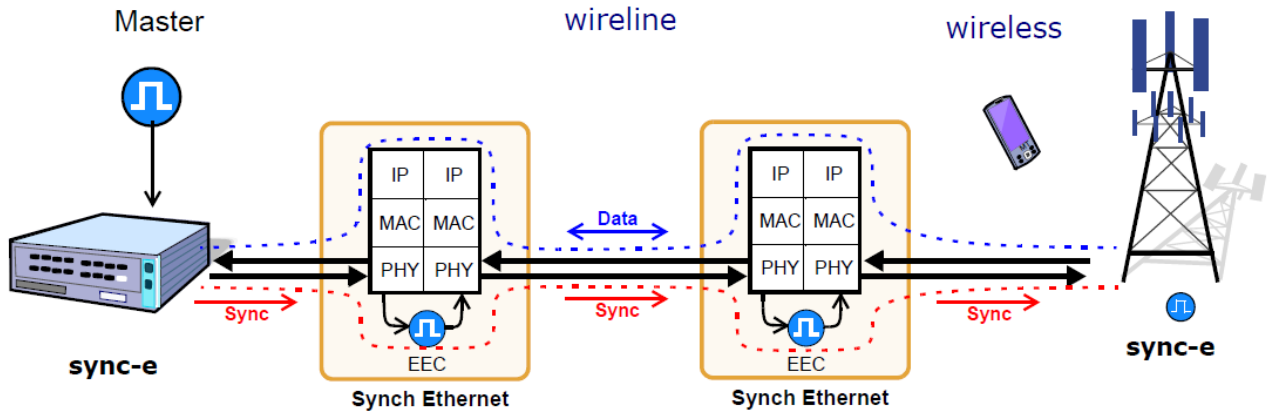 Master
wireline
wireless
IP IP
MAC MAC
PHY PHY
EEC
Synch Ethernet
Data
IP IP
MAC MAC
PHY PHY
EEC
Synch Ethernet
Sync
Sync
Sync
sync-e
sync-e